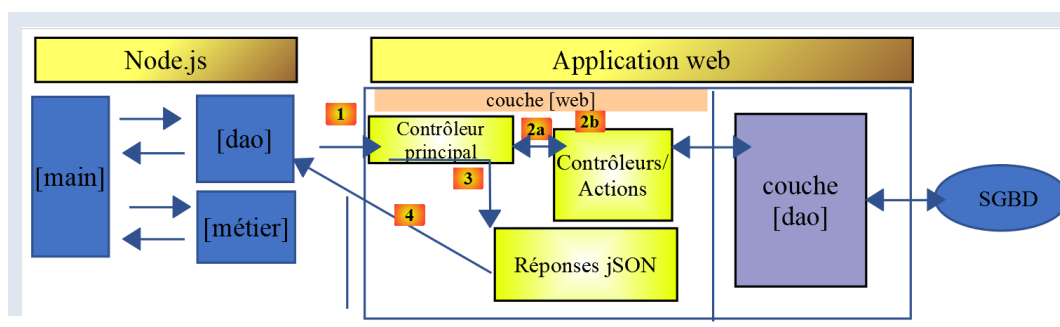 Node.js
Application web
couche [web]
1
Contrôleur
principal
2a
2b
Contrôleurs/
Actions
[main]
[dao]
[métier]
3
4
Réponses jSON
couche
[dao]
SGBD